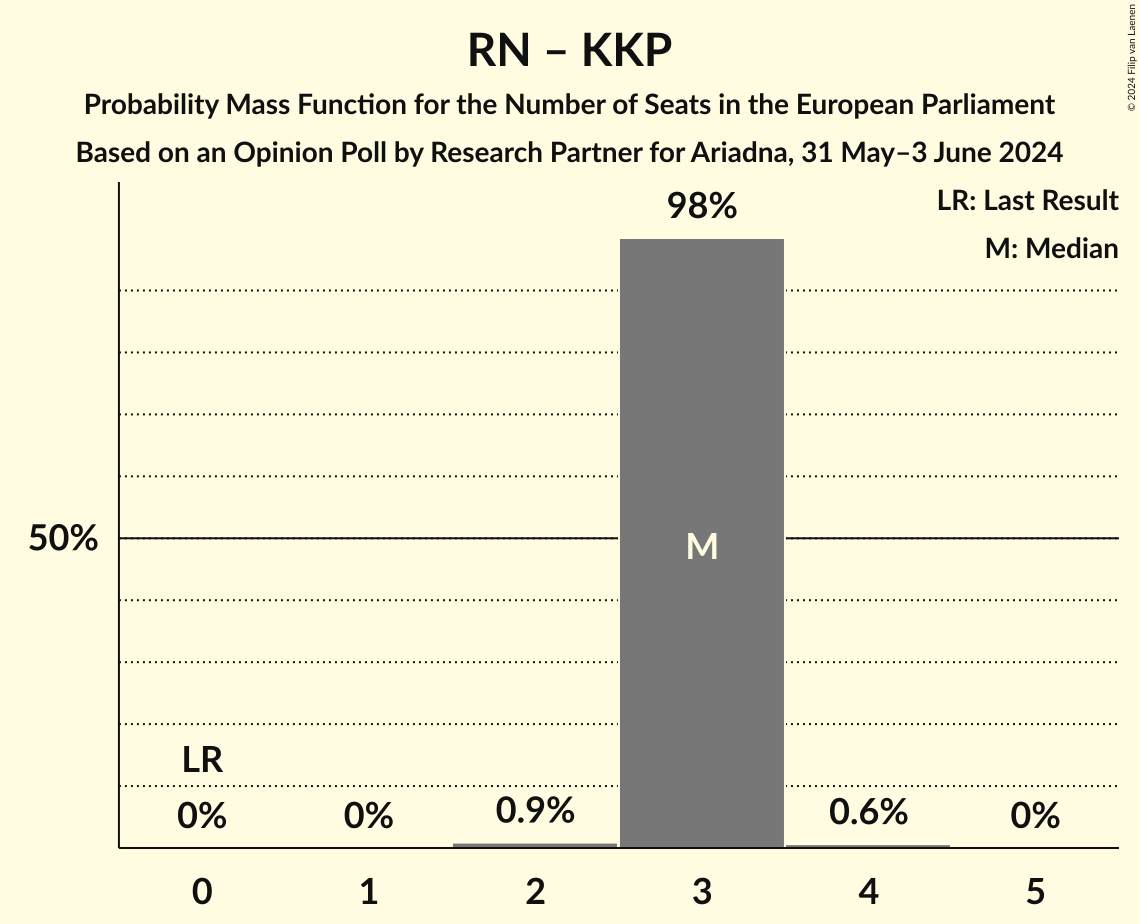 RN – KKP
Probability Mass Function for the Number of Seats in the European Parliament
Based on an Opinion Poll by Research Partner for Ariadna, 31 May–3 June 2024
© 2024 Filip van Laenen
LR: Last Result
M: Median
98%
50%
M
LR
0%
0%
0.9%
0.6%
0%
0
1
2
3
4
5